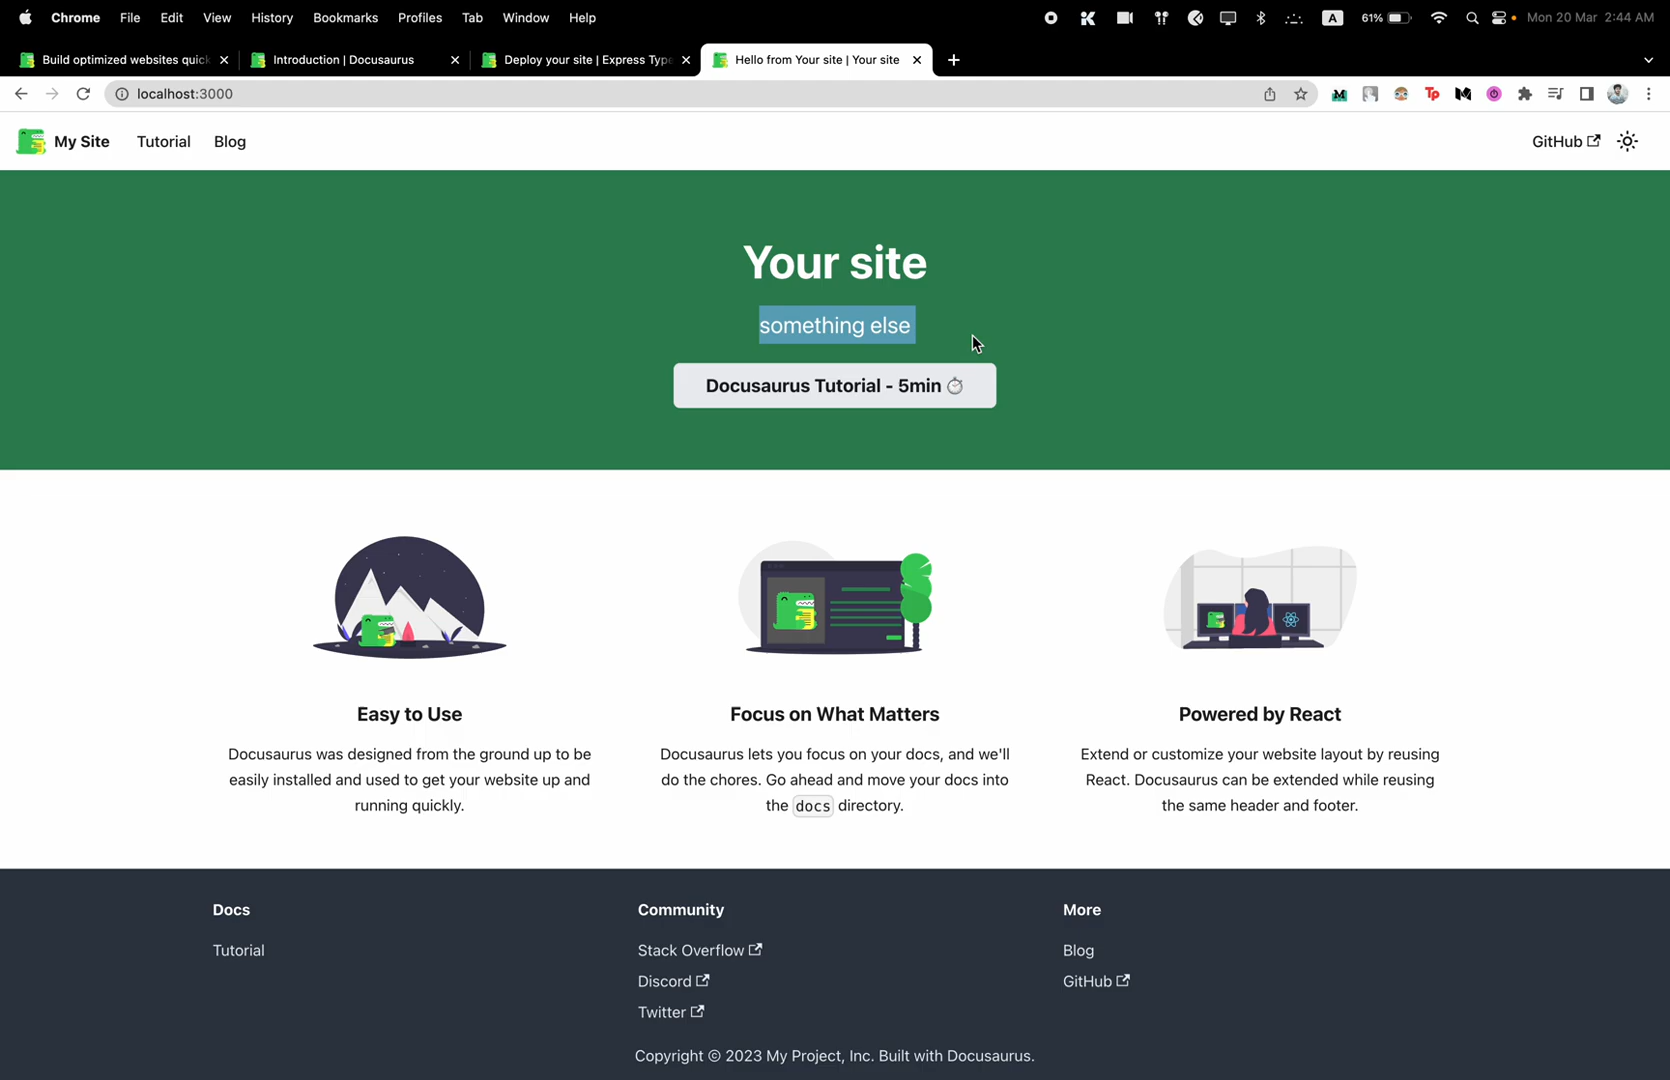 Chrome File Edit View History Bookmarks Profiles Tab Window Help A 61% Mon 20 Mar 2:44 AM
Build optimized websites quick Introduction | Docusaurus Deploy your site | Express Type Hello from Your site | Your site
localhost:3000 Tp
My Site Tutorial Blog GitHub
Your site
something else
Docusaurus Tutorial - 5min ⏱️
Easy to Use
Docusaurus was designed from the ground up to be
easily installed and used to get your website up and
running quickly.
Focus on What Matters
Docusaurus lets you focus on your docs, and we'll
do the chores. Go ahead and move your docs into
the docs directory.
Powered by React
Extend or customize your website layout by reusing
React. Docusaurus can be extended while reusing
the same header and footer.
Docs
Tutorial
Community
Stack Overflow
Discord
Twitter
More
Blog
GitHub
Copyright © 2023 My Project, Inc. Built with Docusaurus.